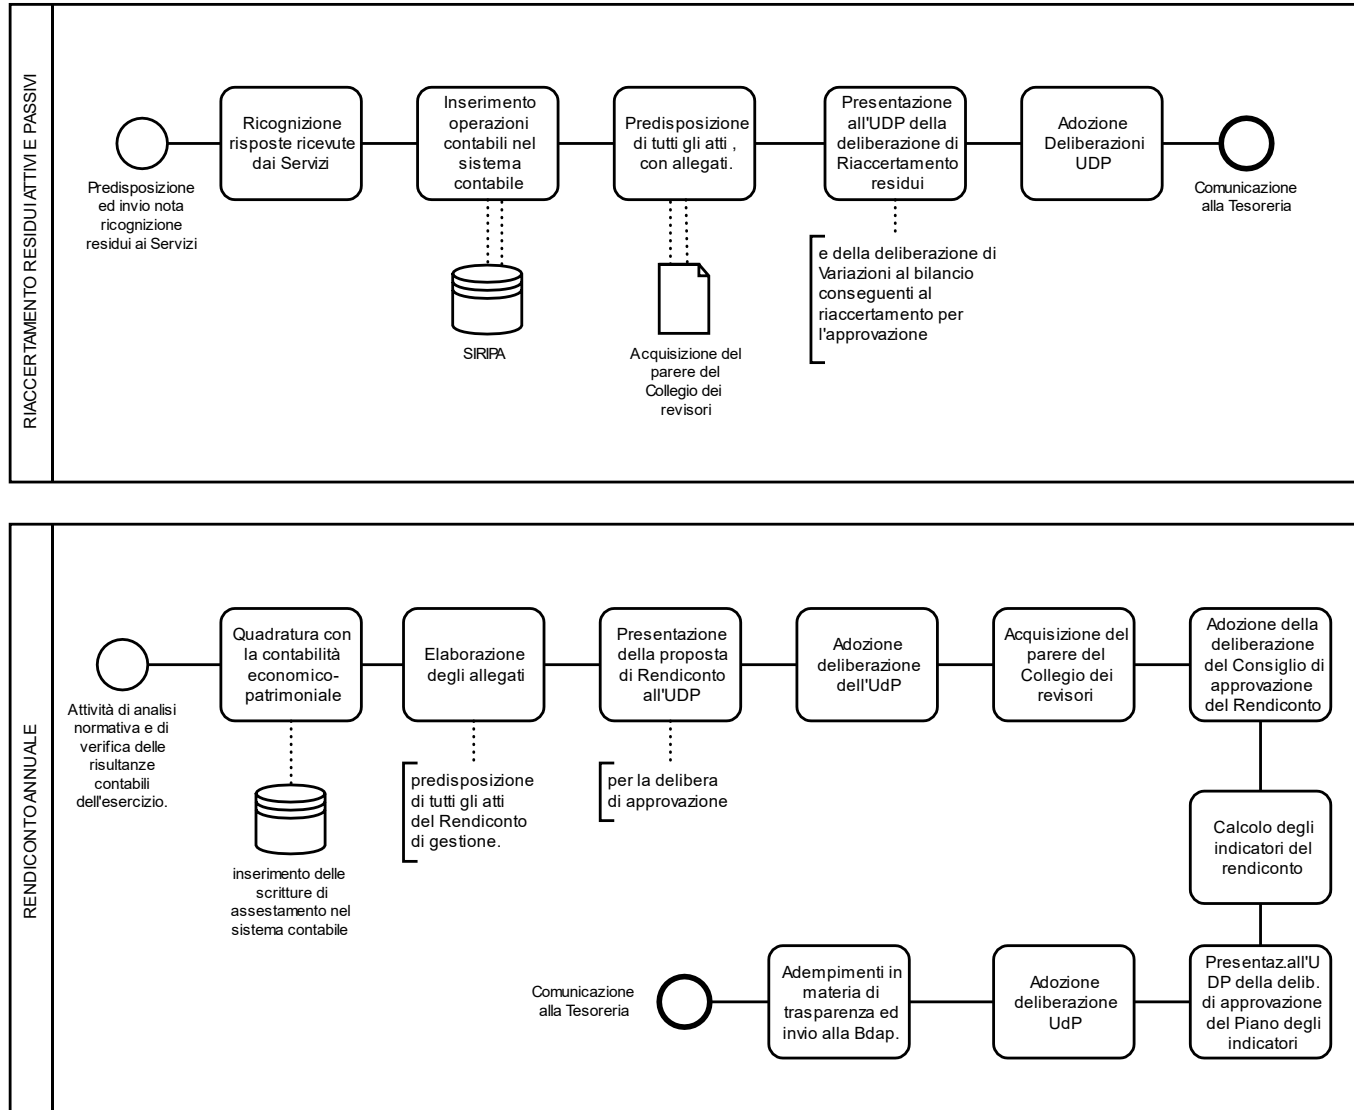 RIACCERTAMENTO RESIDUI ATTIVI E PASSIVI
Predisposizione
ed invio nota
ricognizione
residui ai Servizi
Ricognizione
risposte ricevute
dai Servizi
Inserimento
operazioni
contabili nel
sistema
contabile
SIRIPA
Predisposizione
di tutti gli atti ,
con allegati.
Acquisizione del
parere del
Collegio dei
revisori
Presentazione
all'UDP della
deliberazione di
Riaccertamento
residui
e della deliberazione di
Variazioni al bilancio
conseguenti al
riaccertamento per
l'approvazione
Adozione
Deliberazioni
UDP
Comunicazione
alla Tesoreria
RENDICONTO ANNUALE
Attività di analisi
normativa e di
verifica delle
risultanze
contabili
dell'esercizio.
Quadratura con
la contabilità
economico-
patrimoniale
inserimento delle
scritture di
assestamento nel
sistema contabile
Elaborazione
degli allegati
predisposizione
di tutti gli atti
del Rendiconto
di gestione.
Presentazione
della proposta
di Rendiconto
all'UDP
per la delibera
di approvazione
Adozione
deliberazione
dell'UdP
Acquisizione del
parere del
Collegio dei
revisori
Adozione della
deliberazione
del Consiglio di
approvazione
del Rendiconto
Calcolo degli
indicatori del
rendiconto
Presentaz.all'U
DP della delib.
di approvazione
del Piano degli
indicatori
Adozione
deliberazione
UdP
Adempimenti in
materia di
trasparenza ed
invio alla Bdap.
Comunicazione
alla Tesoreria